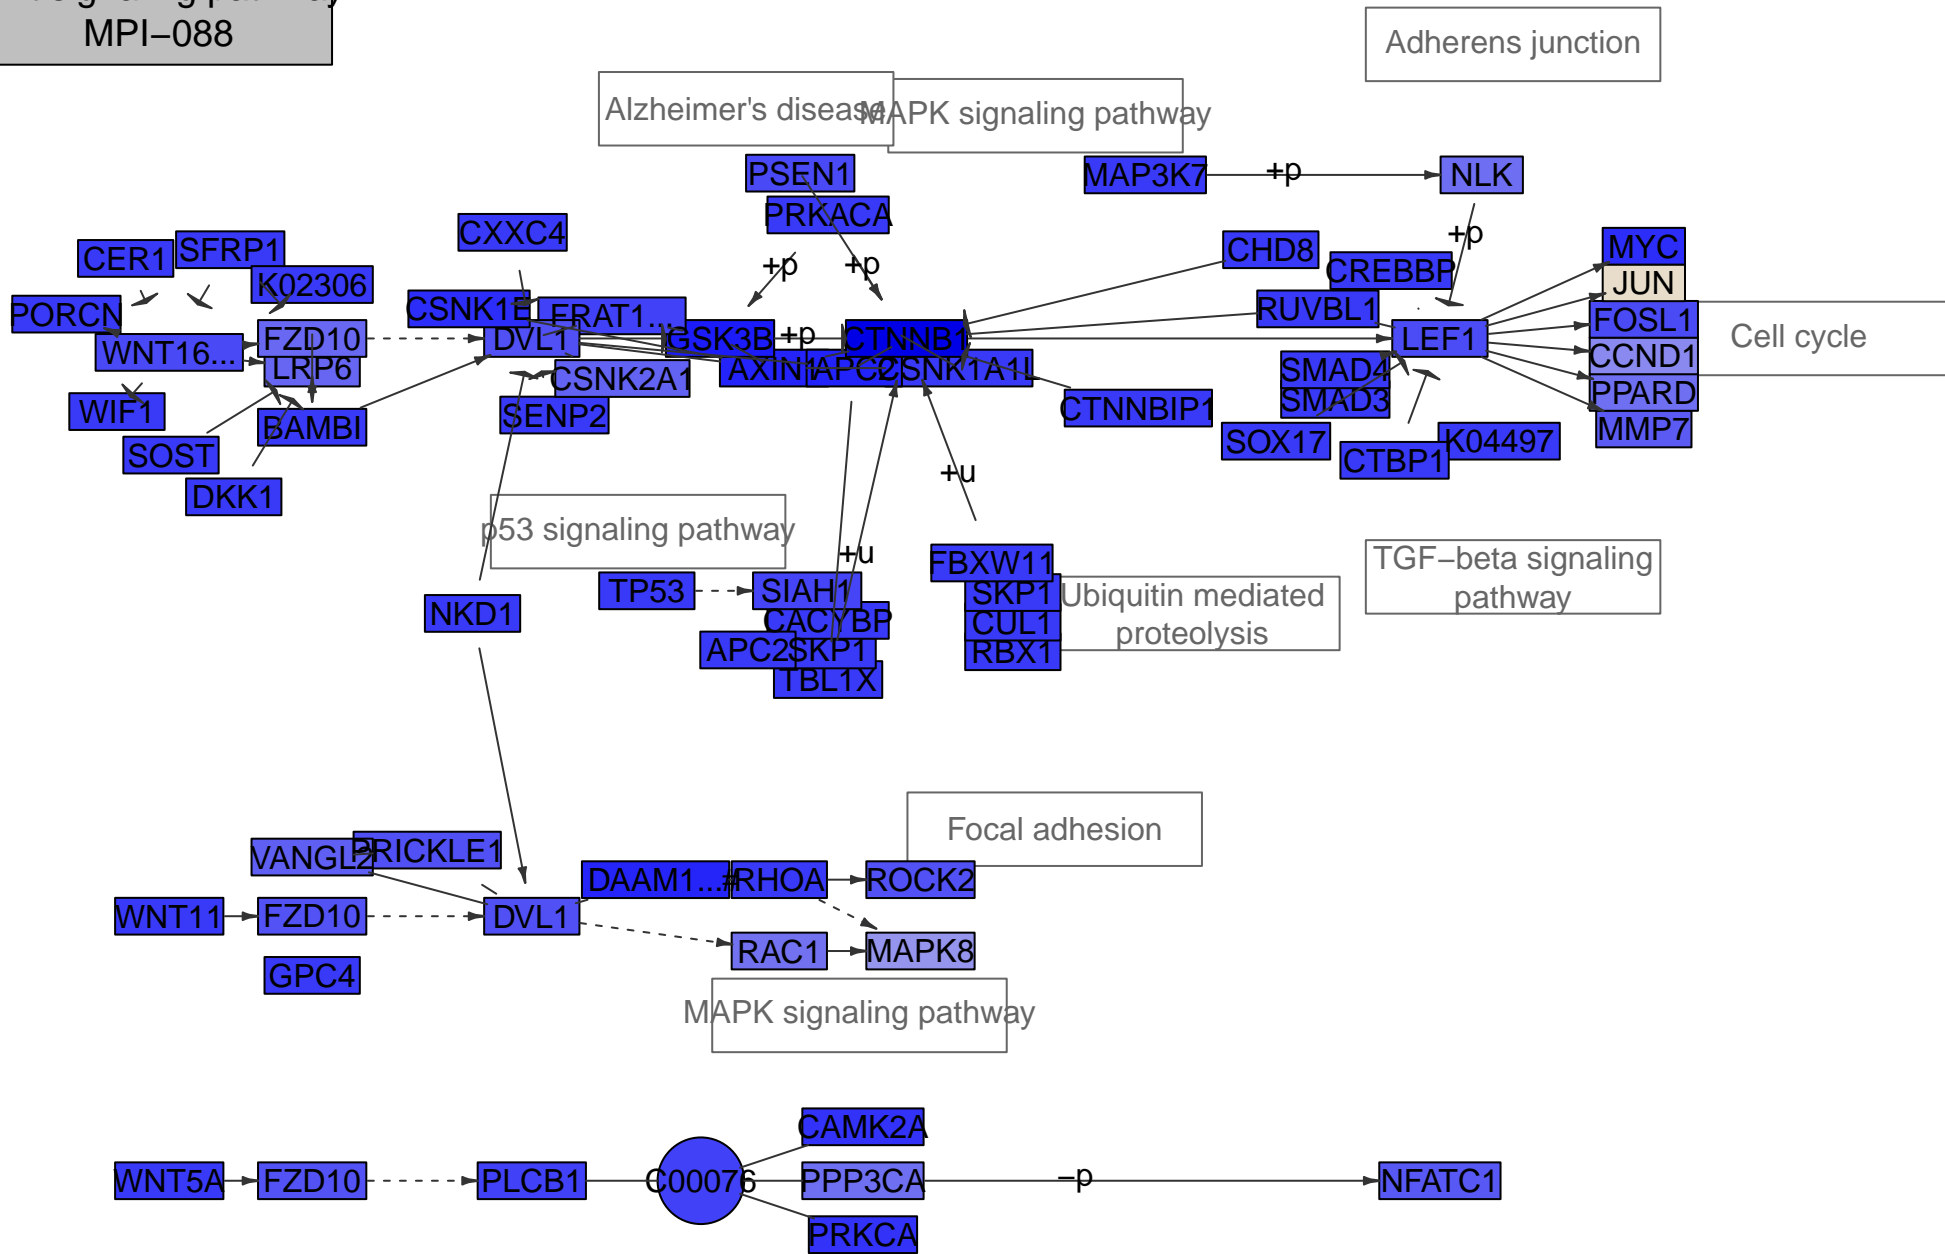 signaling pathway
MPI−088
Adherens junction
Alzheimer's disease
MAPK signaling pathway
PSEN1
MAP3K7
+p
NLK
PRKACA
CXXC4
CER1
SFRP1
K02306
+p
+p
CHD8
CREBBP
+p
MYC
JUN
PORCN
CSNK1E
FRAT1...
RUVBL1
FOSL1
Cell cycle
WNT16...
FZD10
DVL1
GSK3B
+p
CTNNB1
LEF1
CCND1
LRP6
CSNK2A1
AXIN1
APC2
CSNK1A1L
SMAD4
PPARD
WIF1
BAMBI
SENP2
CTNNBIP1
SMAD3
MMP7
SOST
SOX17
CTBP1
K04497
DKK1
+u
p53 signaling pathway
+u
FBXW11
TGF−beta signaling
pathway
TP53
SIAH1
SKP1
Ubiquitin mediated
proteolysis
NKD1
CACYBP
CUL1
APC2
SKP1
RBX1
TBL1X
Focal adhesion
VANGL2
PRICKLE1
DAAM1...
RHOA
ROCK2
WNT11
FZD10
DVL1
RAC1
MAPK8
GPC4
MAPK signaling pathway
CAMK2A
WNT5A
FZD10
PLCB1
C00076
PPP3CA
−p
NFATC1
PRKCA